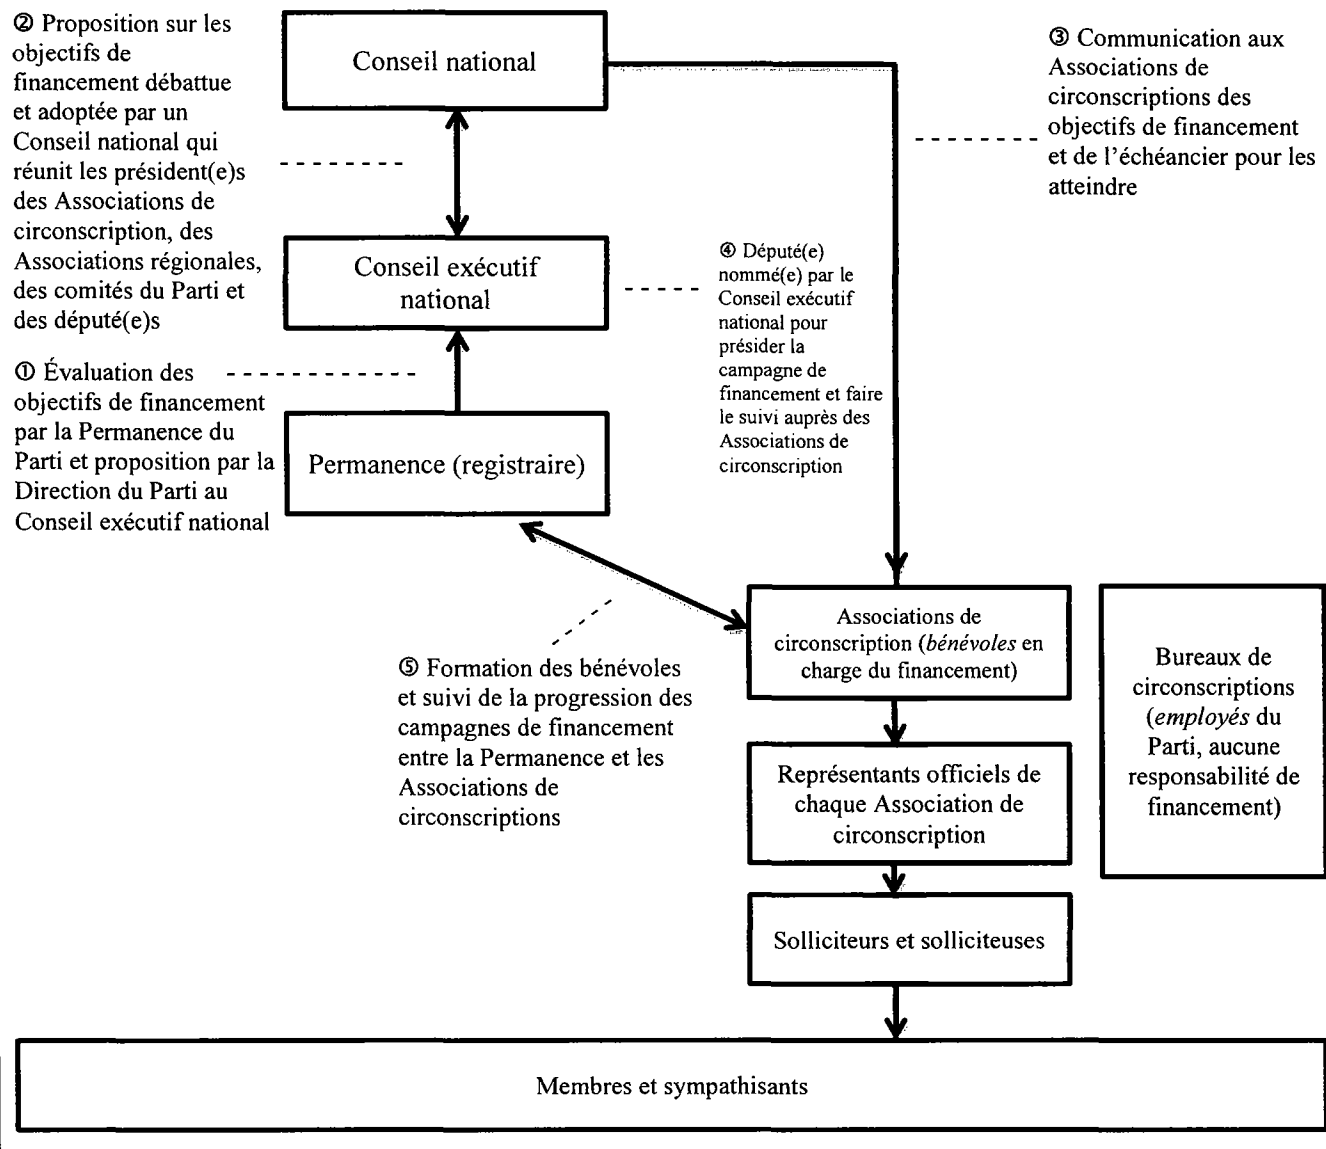 ② Proposition sur les
objectifs de
financement débattue
et adoptée par un
Conseil national qui
réunit les président(e)s
des Associations de
circonscription, des
Associations régionales,
des comités du Parti et
des député(e)s
Conseil national
③ Communication aux
Associations de
circonscriptions des
objectifs de financement
et de l'échéancier pour les
atteindre
Conseil exécutif
national
④ Député(e)
nommé(e) par le
Conseil exécutif
national pour
présider la
campagne de
financement et faire
le suivi auprès des
Associations de
circonscription
① Évaluation des
objectifs de financement
par la Permanence du
Parti et proposition par la
Direction du Parti au
Conseil exécutif national
Permanence (registraire)
⑤ Formation des bénévoles
et suivi de la progression des
campagnes de financement
entre la Permanence et les
Associations de
circonscriptions
Associations de
circonscription (bénévoles en
charge du financement)
Bureaux de
circonscriptions
(employés du
Parti, aucune
responsabilité de
financement)
Représentants officiels de
chaque Association de
circonscription
Solliciteurs et solliciteuses
Membres et sympathisants